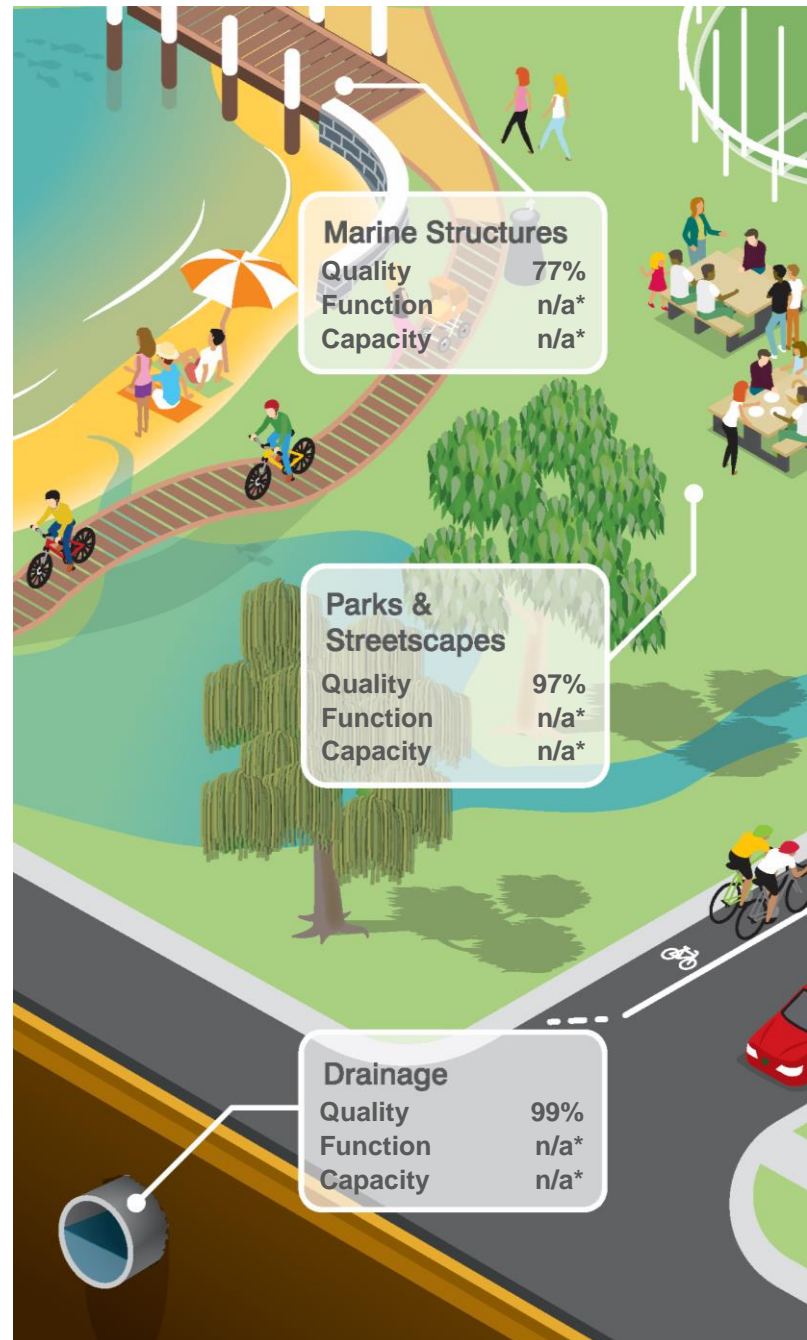 Marine Structures
Quality 77%
Function n/a*
Capacity n/a*
Parks &
Streetscapes
Quality 97%
Function n/a*
Capacity n/a*
Drainage
Quality 99%
Function n/a*
Capacity n/a*